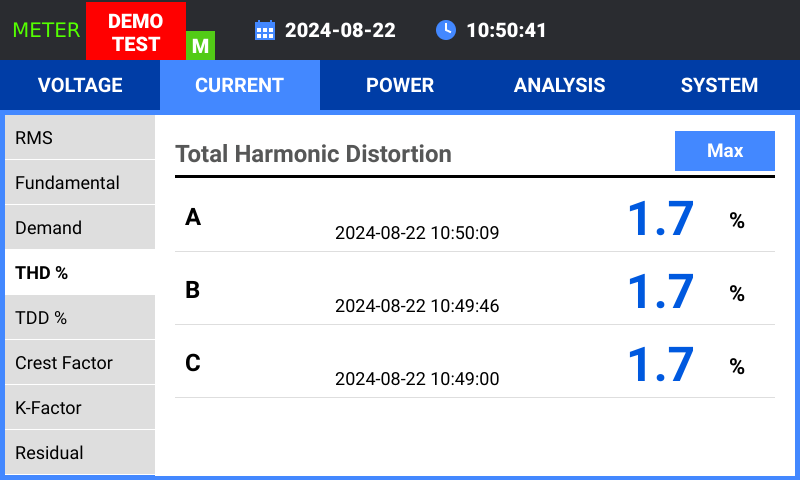 METER DEMO TEST M 2024-08-22 10:50:41
VOLTAGE CURRENT POWER ANALYSIS SYSTEM
RMS
Fundamental
Demand
THD %
TDD %
Crest Factor
K-Factor
Residual
Total Harmonic Distortion Max
A 2024-08-22 10:50:09 1.7 %
B 2024-08-22 10:49:46 1.7 %
C 2024-08-22 10:49:00 1.7 %